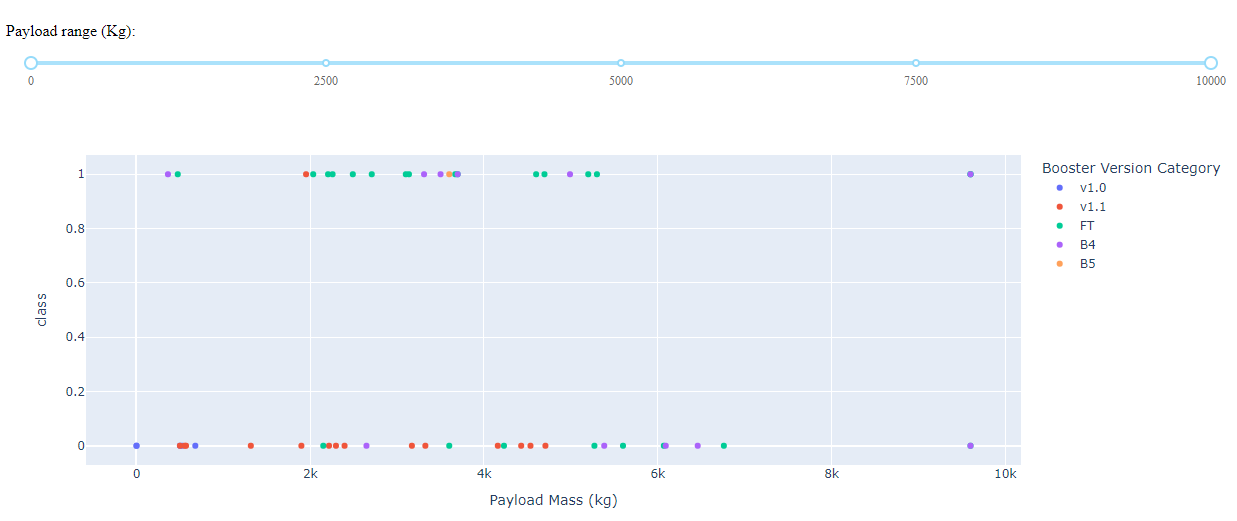 Payload range (Kg):
0 2500 5000 7500 10000
Booster Version Category
v1.0
v1.1
FT
B4
B5
1
0.8
0.6
0.4
0.2
0
class
0 2k 4k 6k 8k 10k
Payload Mass (kg)